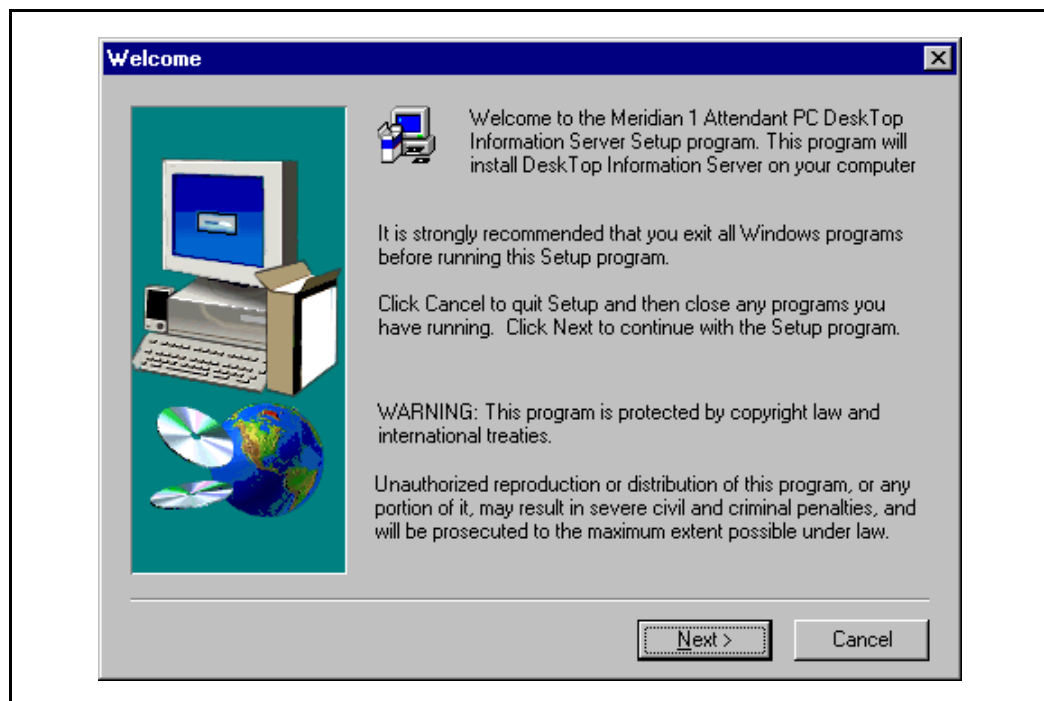 Welcome
Welcome to the Meridian 1 Attendant PC DeskTop
Information Server Setup program. This program will
install DeskTop Information Server on your computer
It is strongly recommended that you exit all Windows programs
before running this Setup program.
Click Cancel to quit Setup and then close any programs you
have running.  Click Next to continue with the Setup program.
WARNING: This program is protected by copyright law and
international treaties.
Unauthorized reproduction or distribution of this program, or any
portion of it, may result in severe civil and criminal penalties, and
will be prosecuted to the maximum extent possible under law.
Next >
Cancel